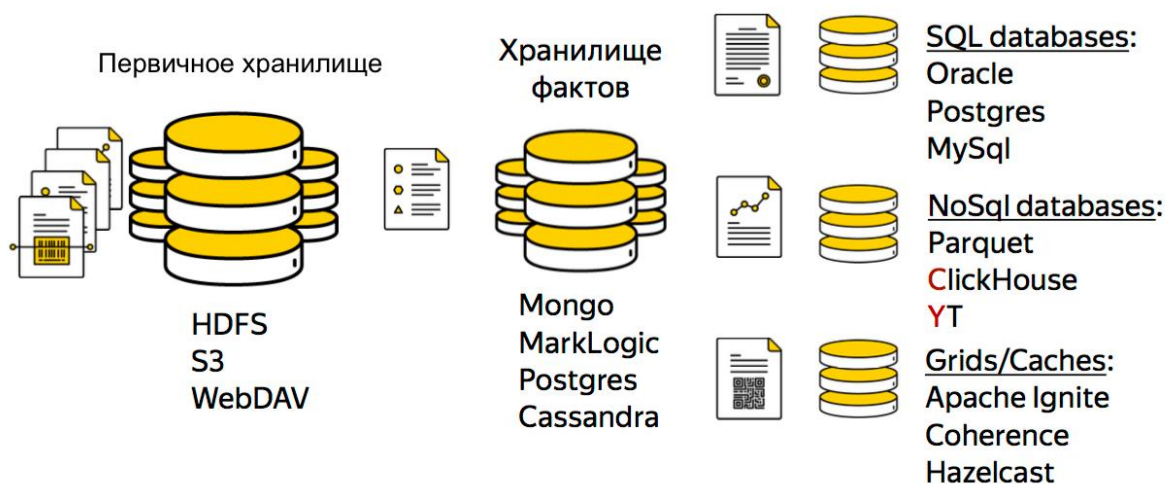 Первичное хранилище
HDFS
S3
WebDAV
Хранилище
фактов
Mongo
MarkLogic
Postgres
Cassandra
SQL databases:
Oracle
Postgres
MySql
NoSql databases:
Parquet
ClickHouse
YT
Grids/Caches:
Apache Ignite
Coherence
Hazelcast